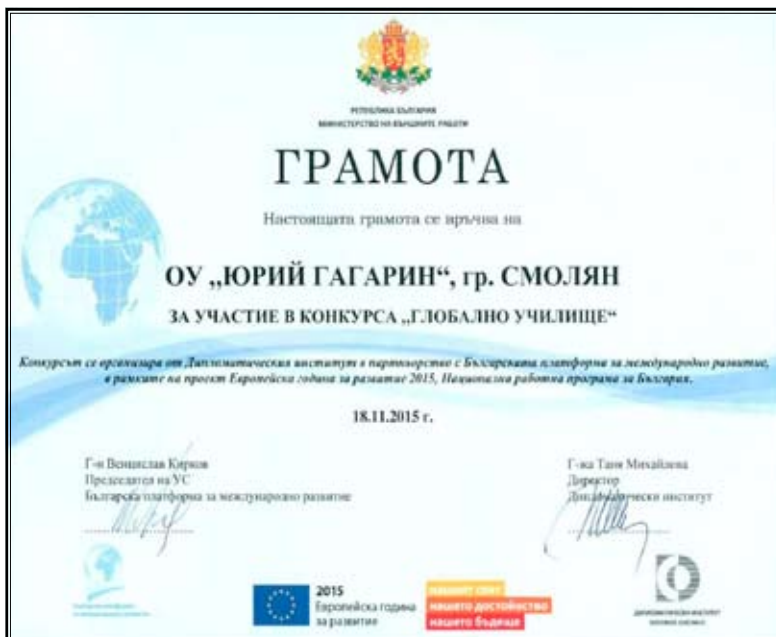 РЕПУБЛИКА БЪЛГАРИЯ
МИНИСТЕРСТВО НА ВЪНШНИТЕ РАБОТИ
ГРАМОТА
Настоящата грамота се връчва на
ОУ „ЮРИЙ ГАГАРИН“, гр. СМОЛЯН
ЗА УЧАСТИЕ В КОНКУРСА „ГЛОБАЛНО УЧИЛИЩЕ“
Конкурсът се организира от Дипломатическия институт в партньорство с Българската платформа за международно развитие,
в рамките на проект Европейска година за развитие 2015, Национална работна програма за България.
18.11.2015 г.
Г-н Венцислав Кирков
Председател на УС
Българска платформа за международно развитие
Г-жа Таня Михайлова
Директор
Дипломатически институт
2015
Европейска година
за развитие
нашият свят
нашето достойнство
нашето бъдеще
ДИПЛОМАТИЧЕСКИ ИНСТИТУТ